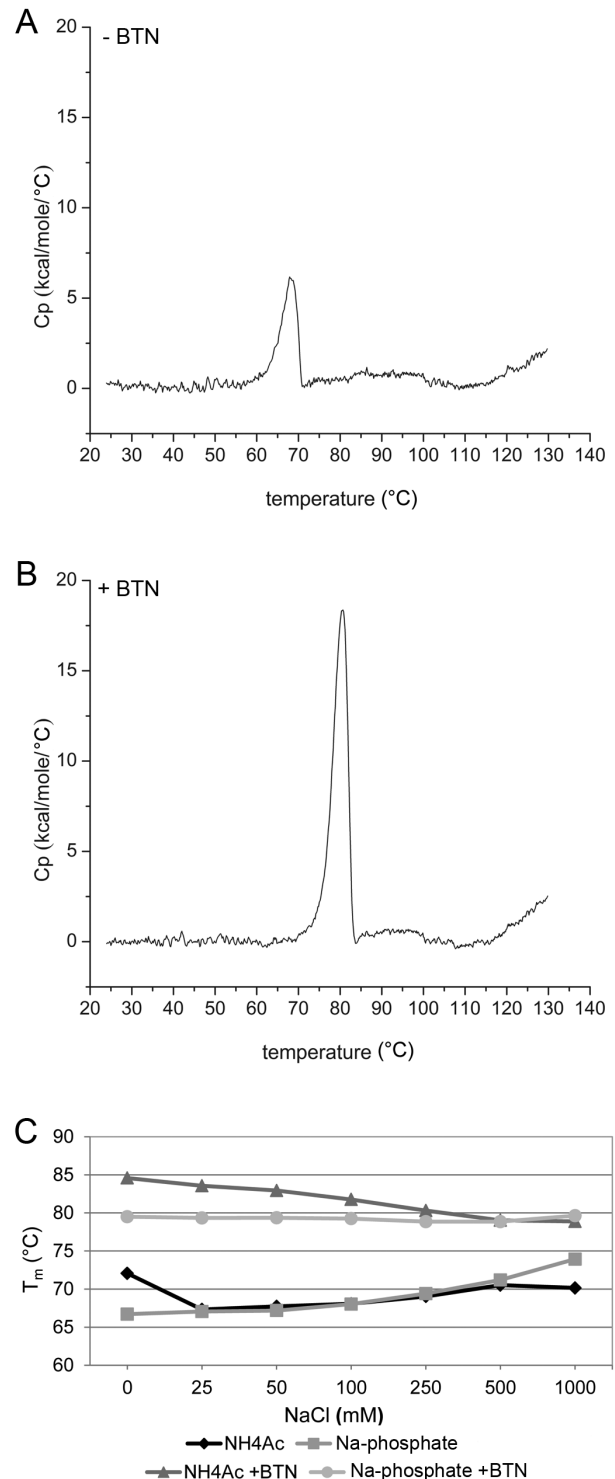 A
- BTN
20
15
10
5
0
Cp (kcal/mole/°C)
20 30 40 50 60 70 80 90 100 110 120 130 140
temperature (°C)
B
+ BTN
20
15
10
5
0
Cp (kcal/mole/°C)
20 30 40 50 60 70 80 90 100 110 120 130 140
temperature (°C)
C
90
85
80
75
70
65
60
Tm (°C)
0 25 50 100 250 500 1000
NaCl (mM)
NH4Ac Na-phosphate
NH4Ac +BTN Na-phosphate +BTN